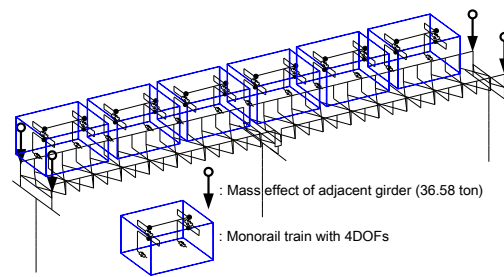 : Mass effect of adjacent girder (36.58 ton)
: Monorail train with 4DOFs